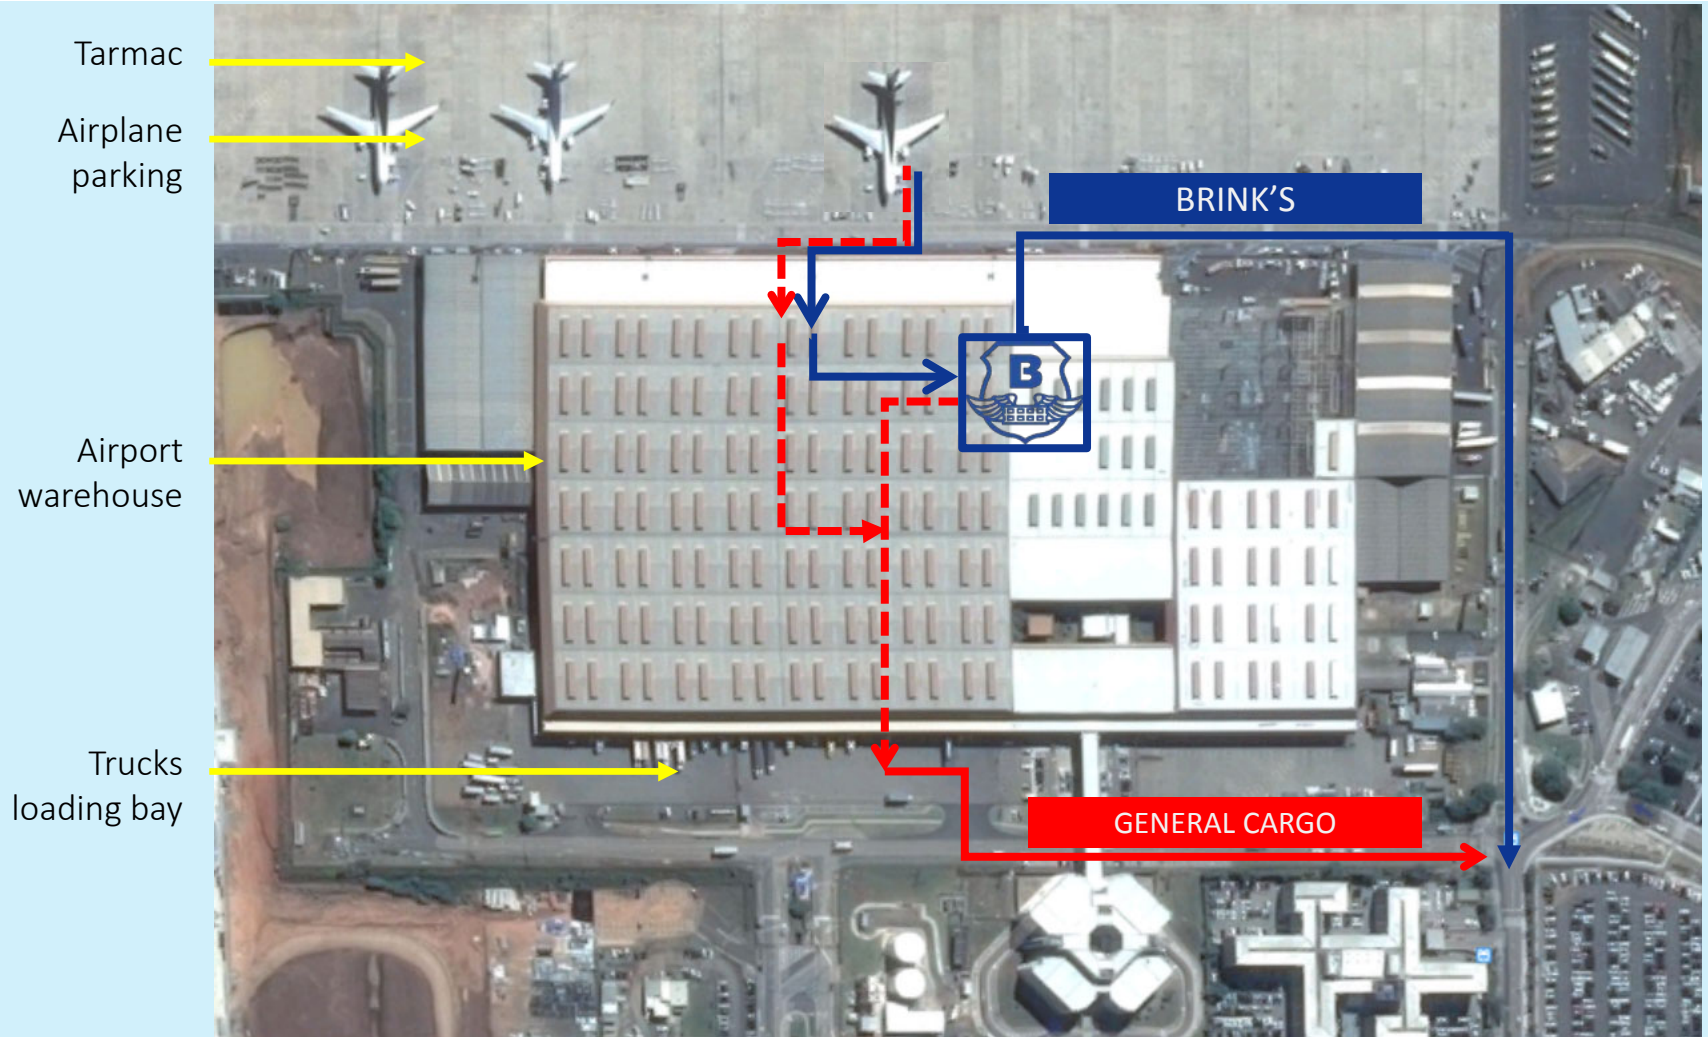 Tarmac
Airplane
parking
BRINK'S
B
Airport
warehouse
Trucks
loading bay
GENERAL CARGO